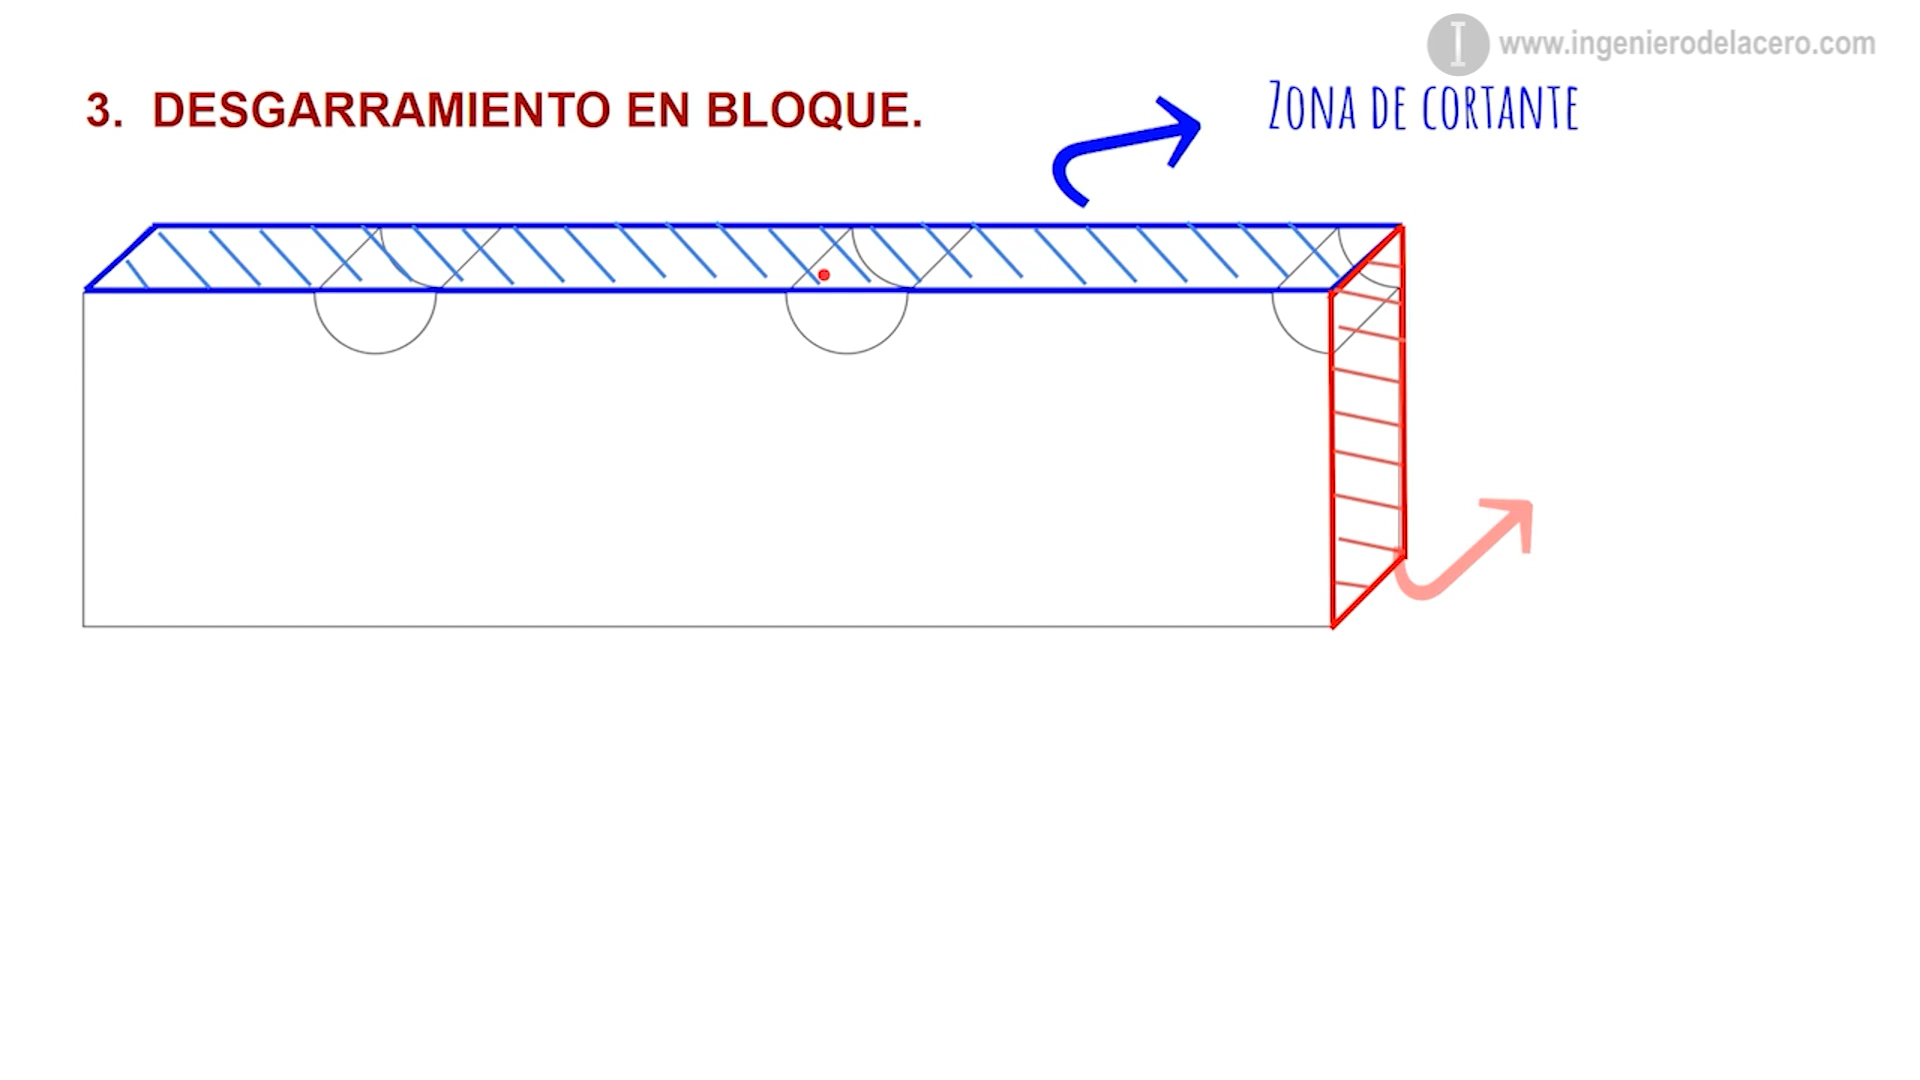 www.ingenierodelacero.com
3. DESGARRAMIENTO EN BLOQUE.
ZONA DE CORTANTE